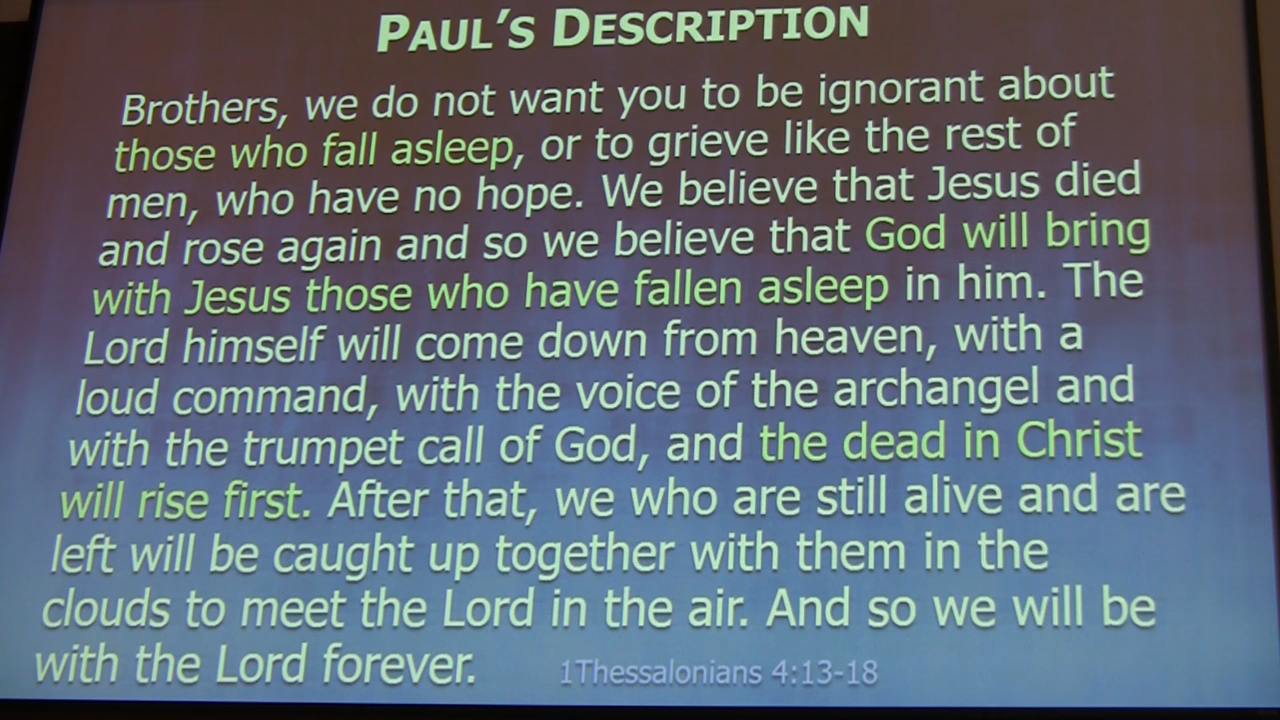 PAUL'S DESCRIPTION
Brothers, we do not want you to be ignorant about
those who fall asleep, or to grieve like the rest of
men, who have no hope. We believe that Jesus died
and rose again and so we believe that God will bring
with Jesus those who have fallen asleep in him. The
Lord himself will come down from heaven, with a
loud command, with the voice of the archangel and
with the trumpet call of God, and the dead in Christ
will rise first. After that, we who are still alive and are
left will be caught up together with them in the
clouds to meet the Lord in the air. And so we will be
with the Lord forever.
1Thessalonians 4:13-18